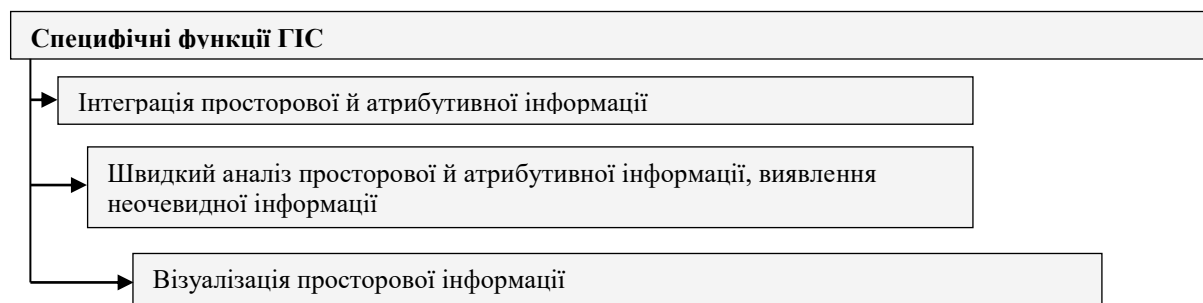 Специфічні функції ГІС
Інтеграція просторової й атрибутивної інформації
Швидкий аналіз просторової й атрибутивної інформації, виявлення
неочевидної інформації
Візуалізація просторової інформації